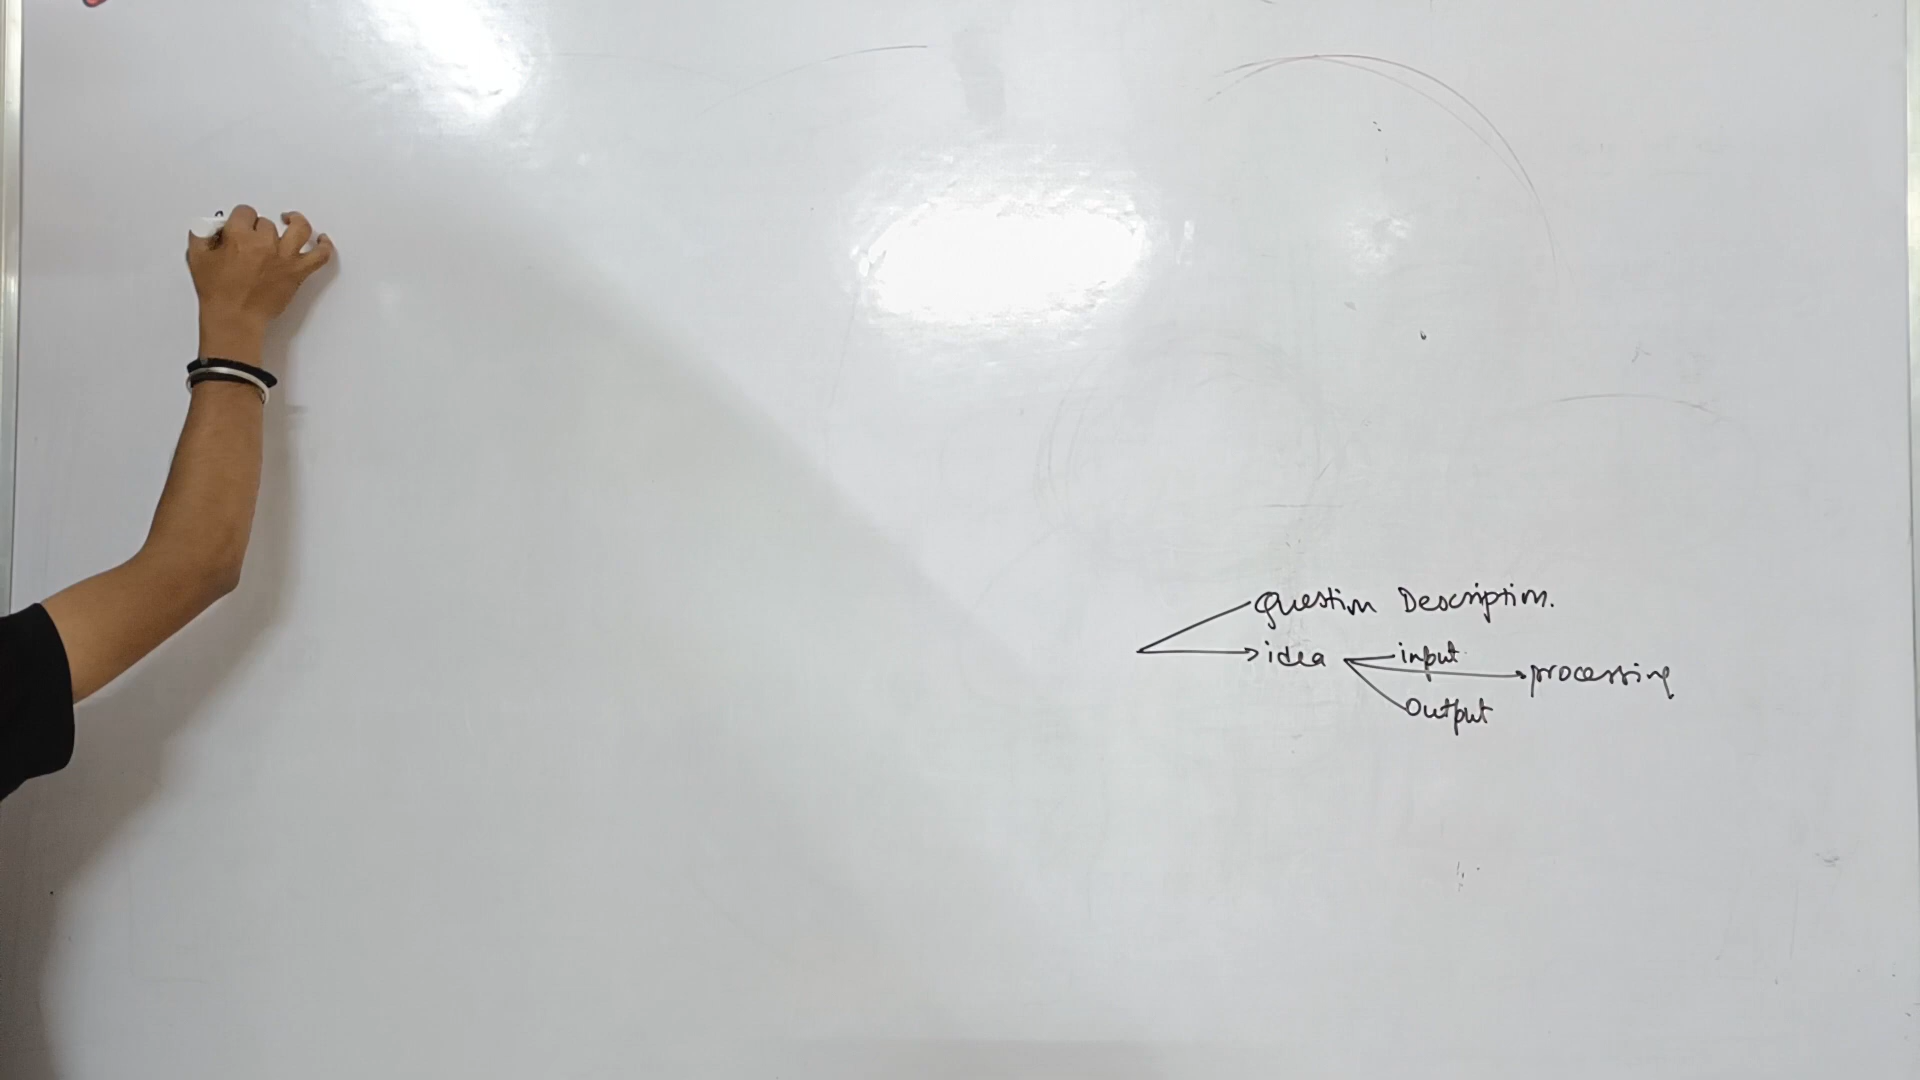 Question Description.
idea input
processing
Output